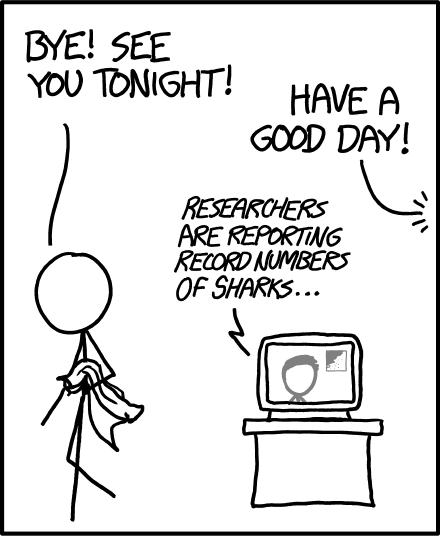 BYE! SEE
YOU TONIGHT!
HAVE A
GOOD DAY!
RESEARCHERS
ARE REPORTING
RECORD NUMBERS
OF SHARKS...